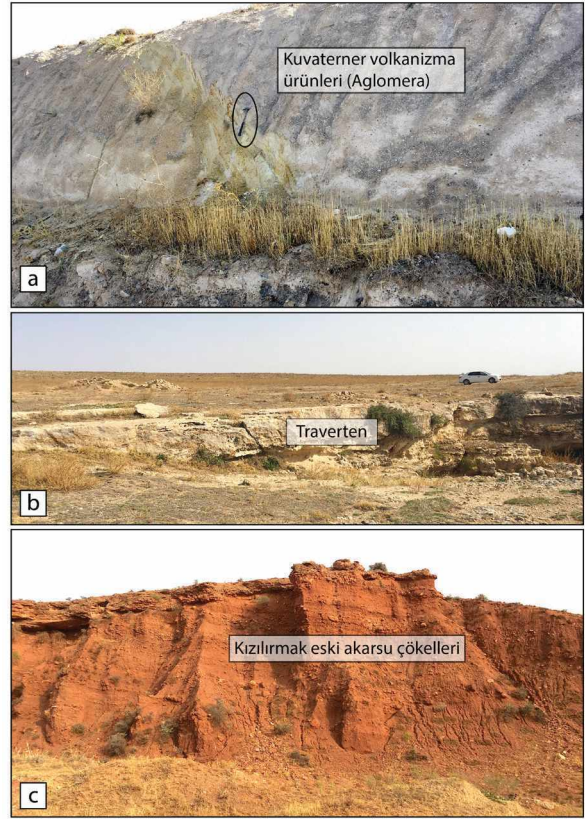 Kuvaterner volkanizma
ürünleri (Aglomera)
a
Traverten
b
Kızılırmak eski akarsu çökelleri
c